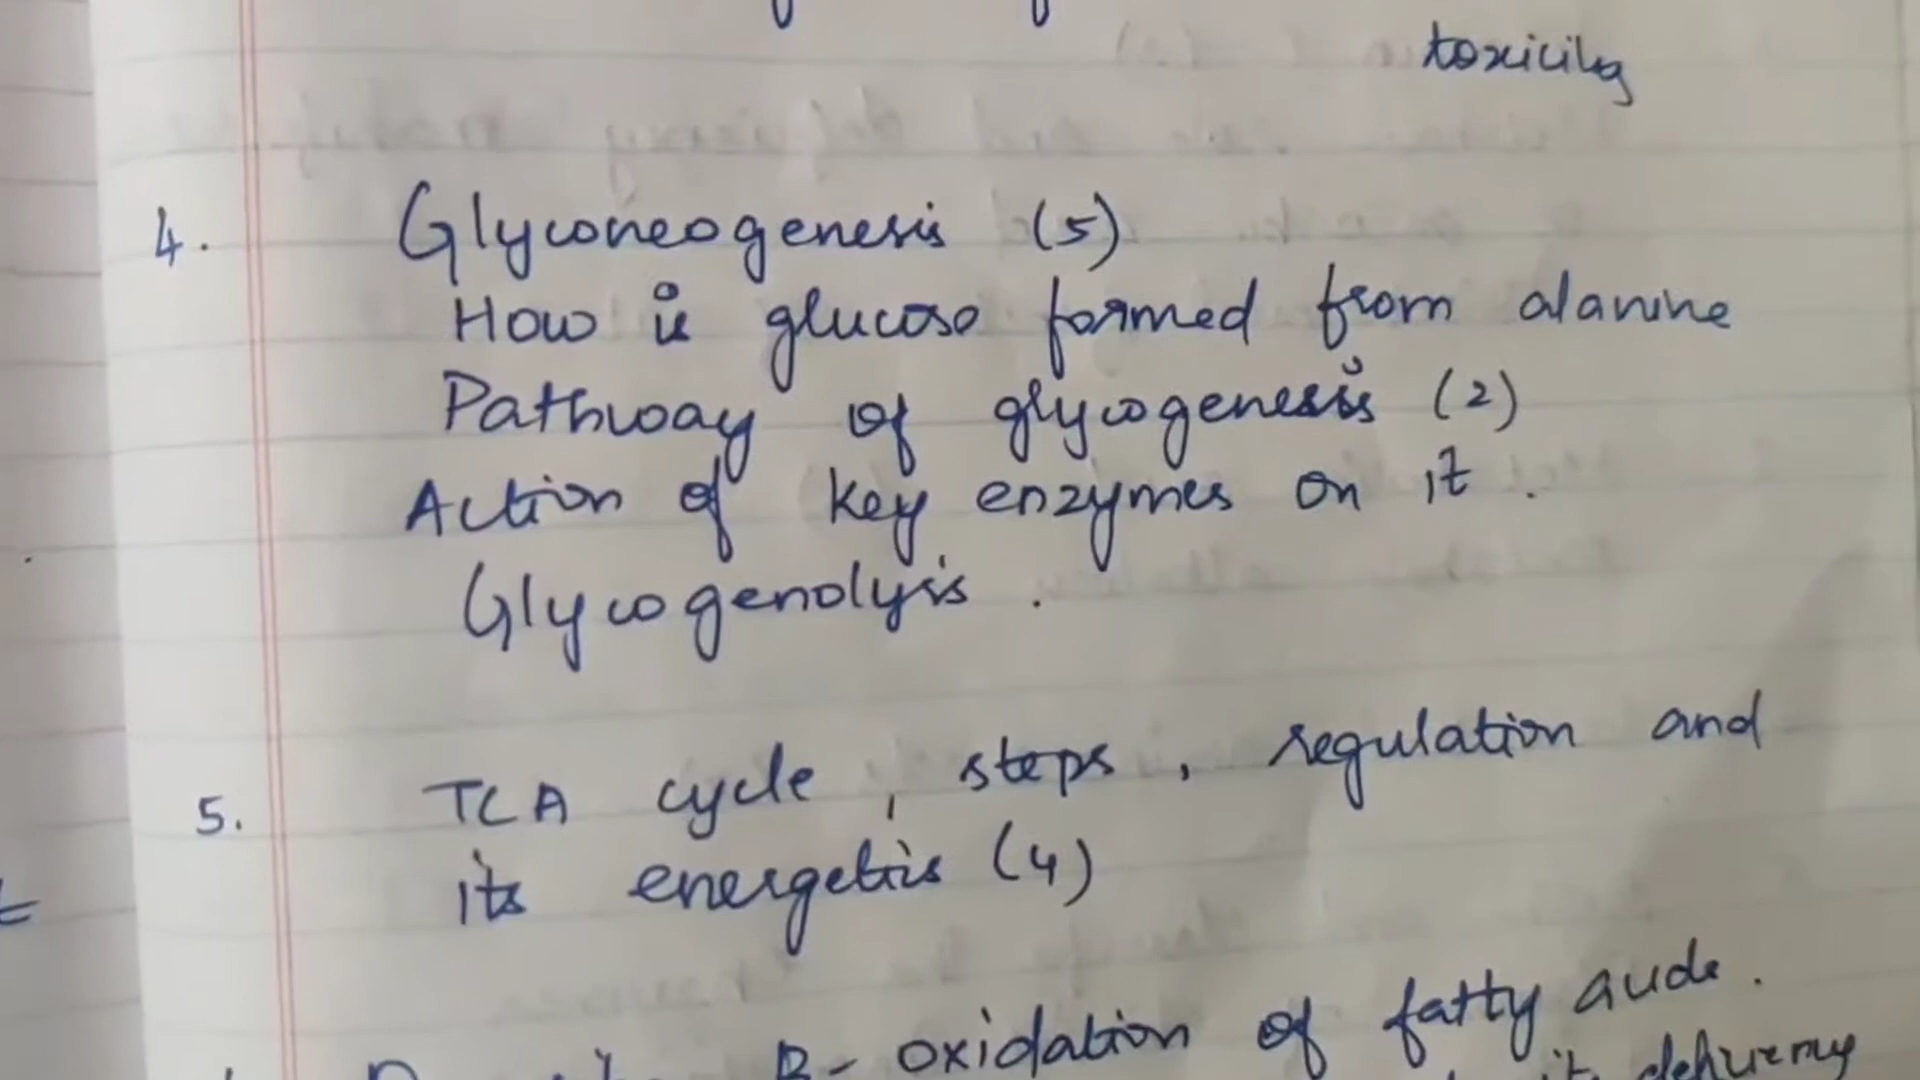 toxicity
4. Glyconeogenesis (5)
How is glucose formed from alanine
Pathway of glycogenesis (2)
Action of key enzymes on it.
Glycogenolysis.
5. TCA cycle, steps, regulation and
its energetics (4)
B- oxidation of fatty acids.